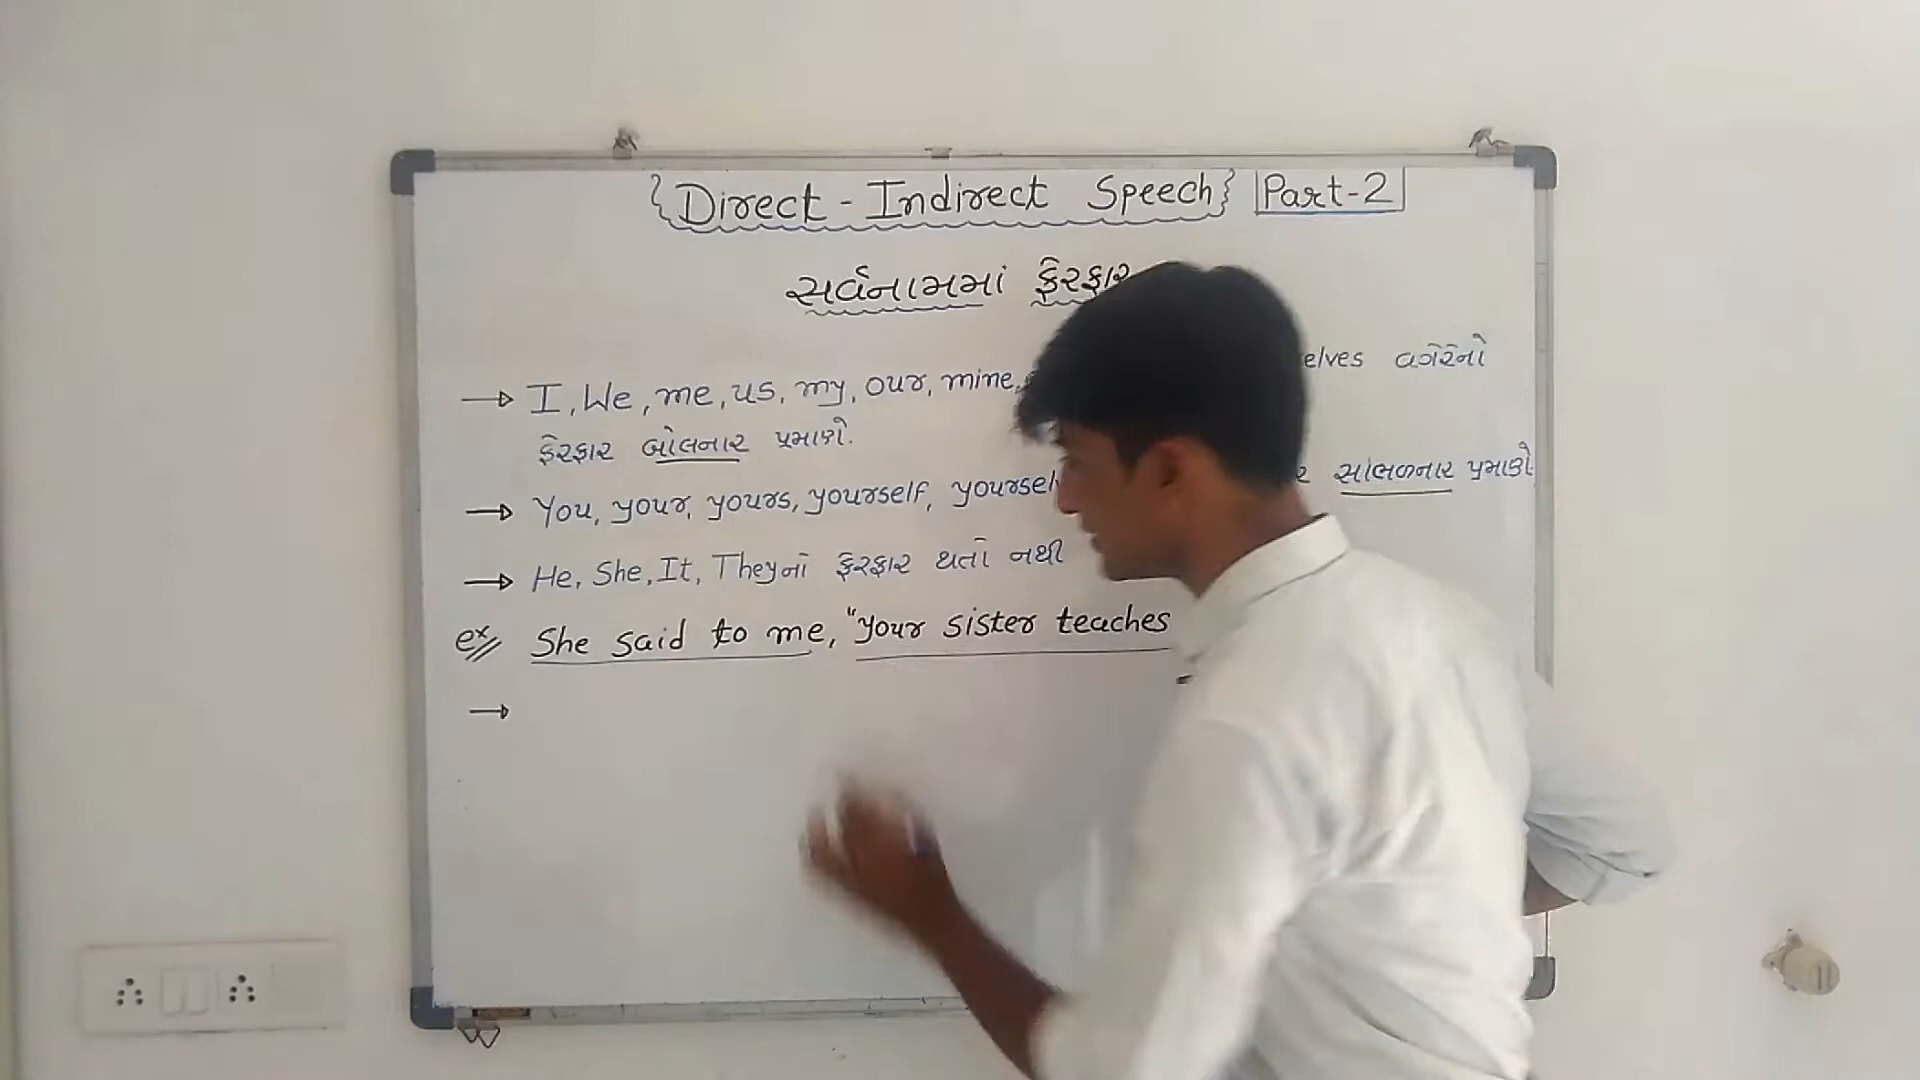 Direct - Indirect Speech Part-2
સર્વનામમાં ફેરફાર
→ I, We, me, us, my, our, mine, elves વગેરેનો
ફેરફાર બોલનાર પ્રમાણે.
→ You, your, yours, yourself, yoursel ર સાંભળનાર પ્રમાણે.
→ He, She, It, Theyનો ફેરફાર થતો નથી
ex She said to me, "your sister teaches
→